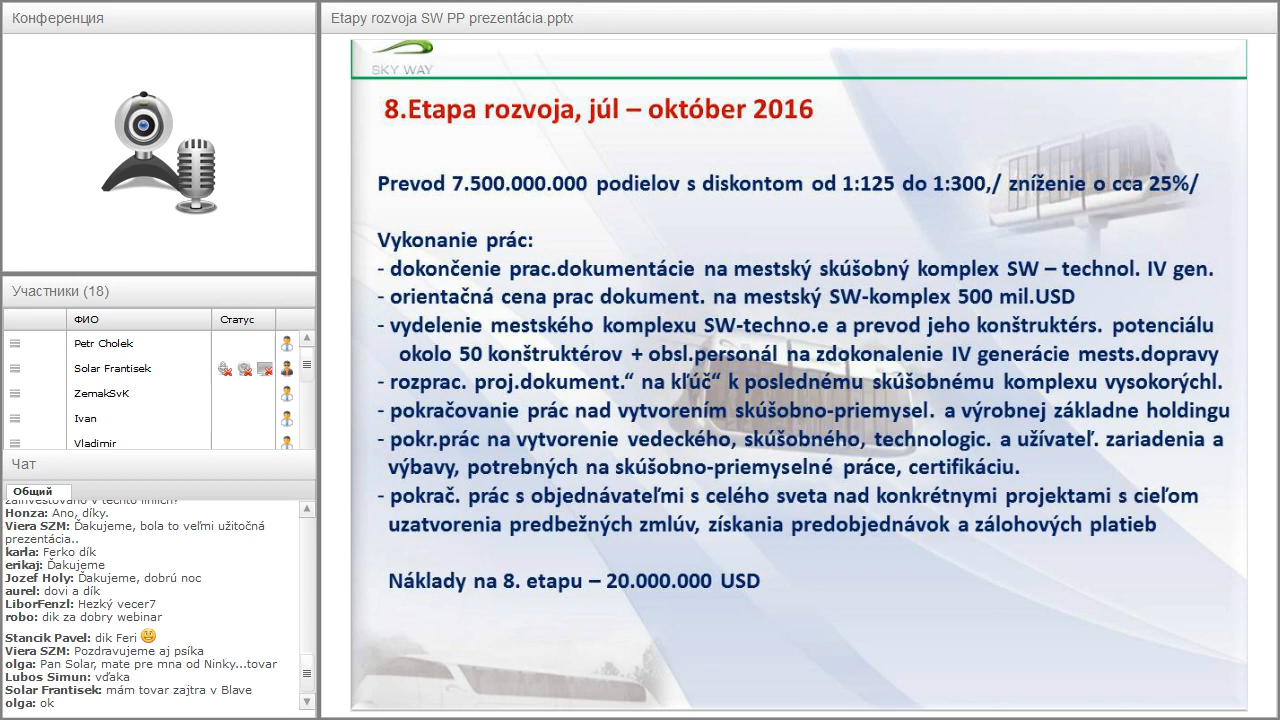 Конференция
Участники (18)
ФИО
Статус
Petr Cholek
Solar Frantisek
ZemakSvK
Ivan
Vladimir
Чат
Общий
zainvestovano v techto liniich?
Honza: Ano, díky.
Viera SZM: Ďakujeme, bola to veľmi užitočná
prezentácia..
karla: Ferko dík
erikaj: Ďakujeme
Jozef Holy: Ďakujeme, dobrú noc
aurel: dovi a dík
LiborFenzl: Hezký vecer7
robo: dik za dobry webinar
Stancik Pavel: dik Feri
Viera SZM: Pozdravujeme aj psíka
olga: Pan Solar, mate pre mna od Ninky...tovar
Lubos Simun: vďaka
Solar Frantisek: mám tovar zajtra v Blave
olga: ok
Etapy rozvoja SW PP prezentácia.pptx
SKY WAY
8.Etapa rozvoja, júl – október 2016
Prevod 7.500.000.000 podielov s diskontom od 1:125 do 1:300,/ zníženie o cca 25%/
Vykonanie prác:
- dokončenie prac.dokumentácie na mestský skúšobný komplex SW – technol. IV gen.
- orientačná cena prac dokument. na mestský SW-komplex 500 mil.USD
- vydelenie mestského komplexu SW-techno.e a prevod jeho konštruktérs. potenciálu
okolo 50 konštruktérov + obsl.personál na zdokonalenie IV generácie mests.dopravy
- rozprac. proj.dokument.“ na kľúč“ k poslednému skúšobnému komplexu vysokorýchl.
- pokračovanie prác nad vytvorením skúšobno-priemysel. a výrobnej základne holdingu
- pokr.prác na vytvorenie vedeckého, skúšobného, technologic. a užívateľ. zariadenia a
výbavy, potrebných na skúšobno-priemyselné práce, certifikáciu.
- pokrač. prác s objednávateľmi s celého sveta nad konkrétnymi projektami s cieľom
uzatvorenia predbežných zmlúv, získania predobjednávok a zálohových platieb
Náklady na 8. etapu – 20.000.000 USD